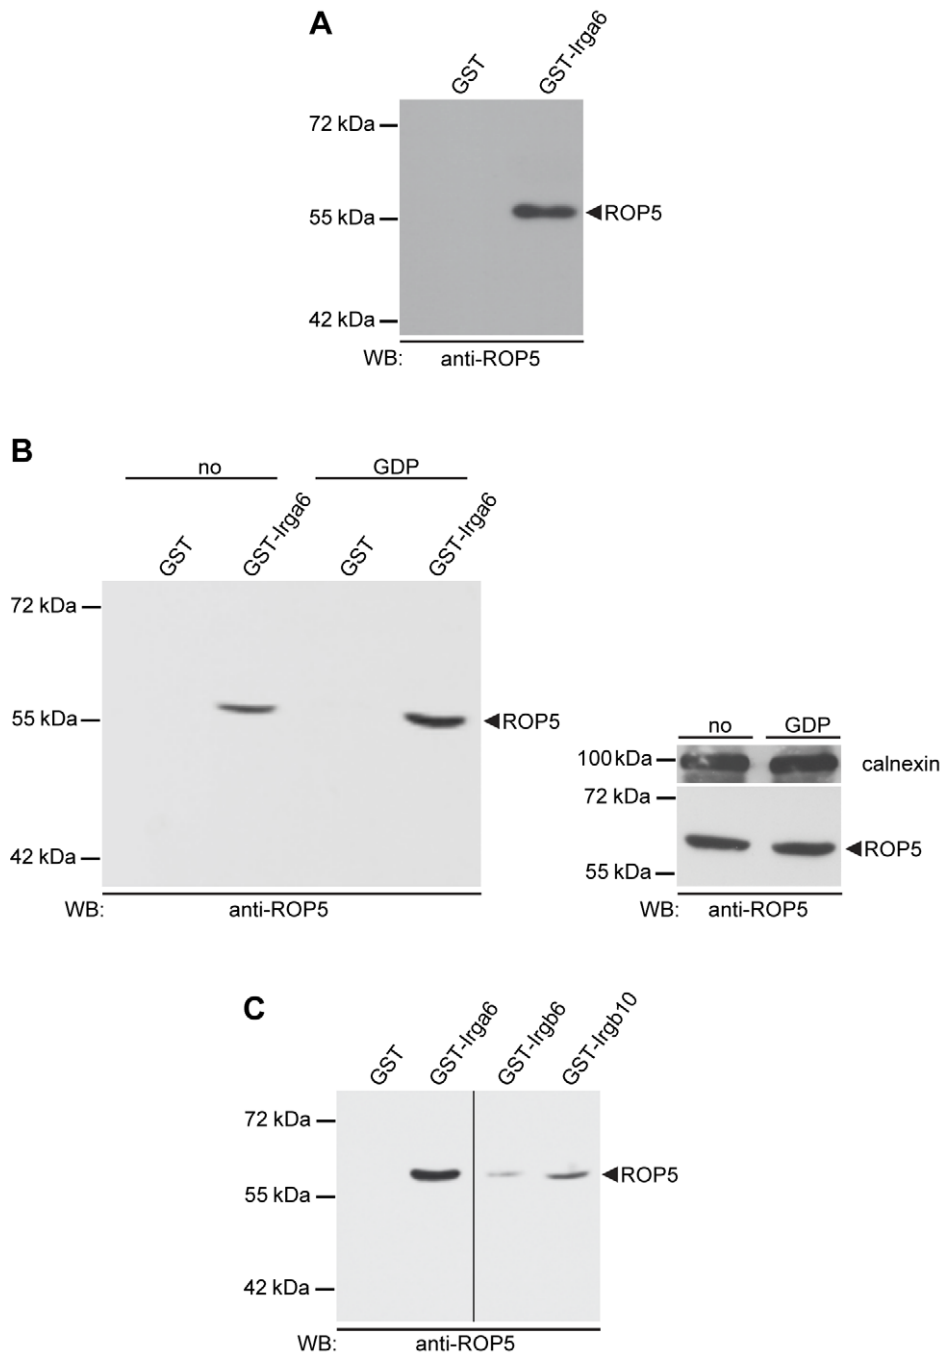 A
GST GST-Irga6
72 kDa
55 kDa ROP5
42 kDa
WB: anti-ROP5
B
no GDP
GST GST-Irga6 GST GST-Irga6
72 kDa
55 kDa ROP5
42 kDa
WB: anti-ROP5
no GDP
100 kDa calnexin
72 kDa
ROP5
55 kDa
WB: anti-ROP5
C
GST GST-Irga6 GST-Irgb6 GST-Irgb10
72 kDa
ROP5
55 kDa
42 kDa
WB: anti-ROP5